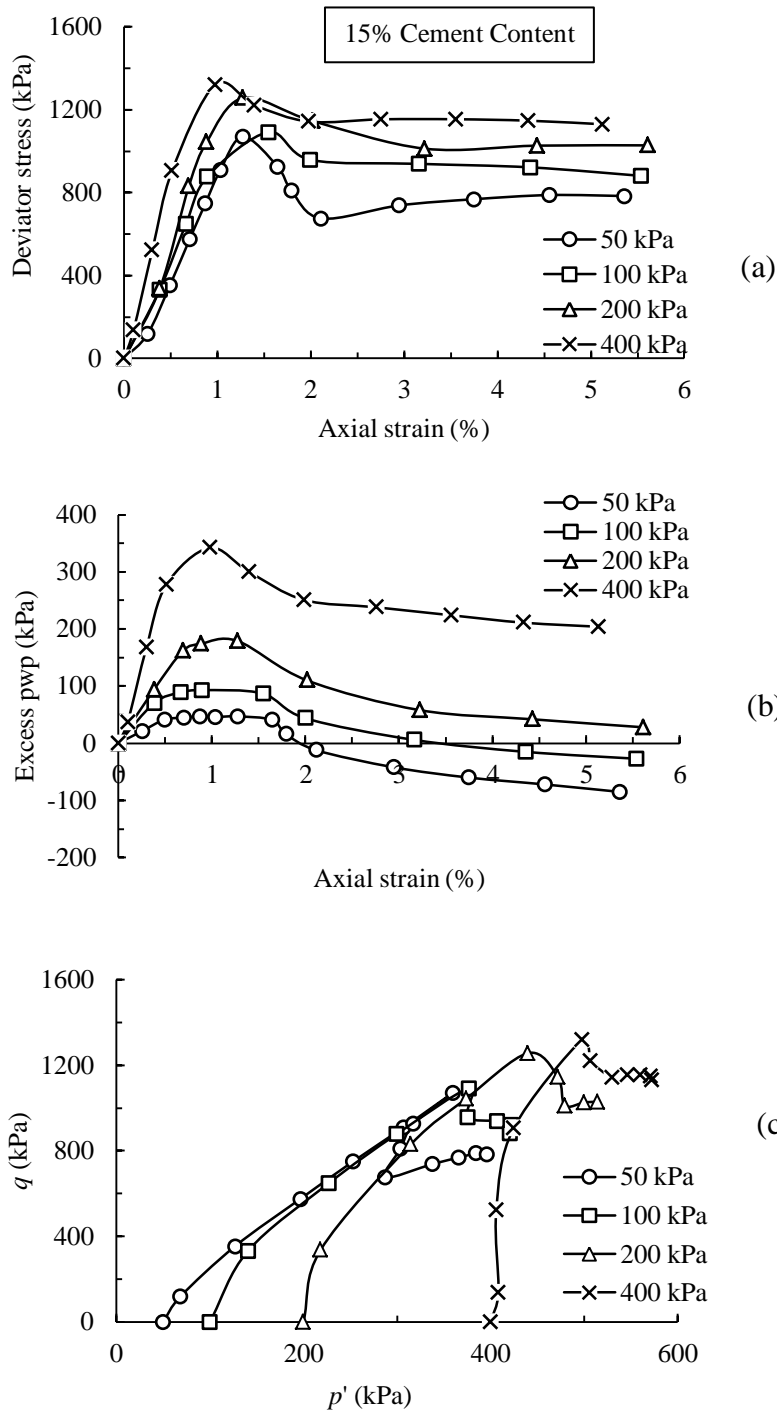 15% Cement Content
Deviator stress (kPa)
1600
1200
800
400
0
0 1 2 3 4 5 6
Axial strain (%)
50 kPa
100 kPa
200 kPa
400 kPa
(a)
Excess pwp (kPa)
400
300
200
100
0
-100
-200
0 1 2 3 4 5 6
Axial strain (%)
50 kPa
100 kPa
200 kPa
400 kPa
(b)
q (kPa)
1600
1200
800
400
0
0 200 400 600
p' (kPa)
50 kPa
100 kPa
200 kPa
400 kPa
(c